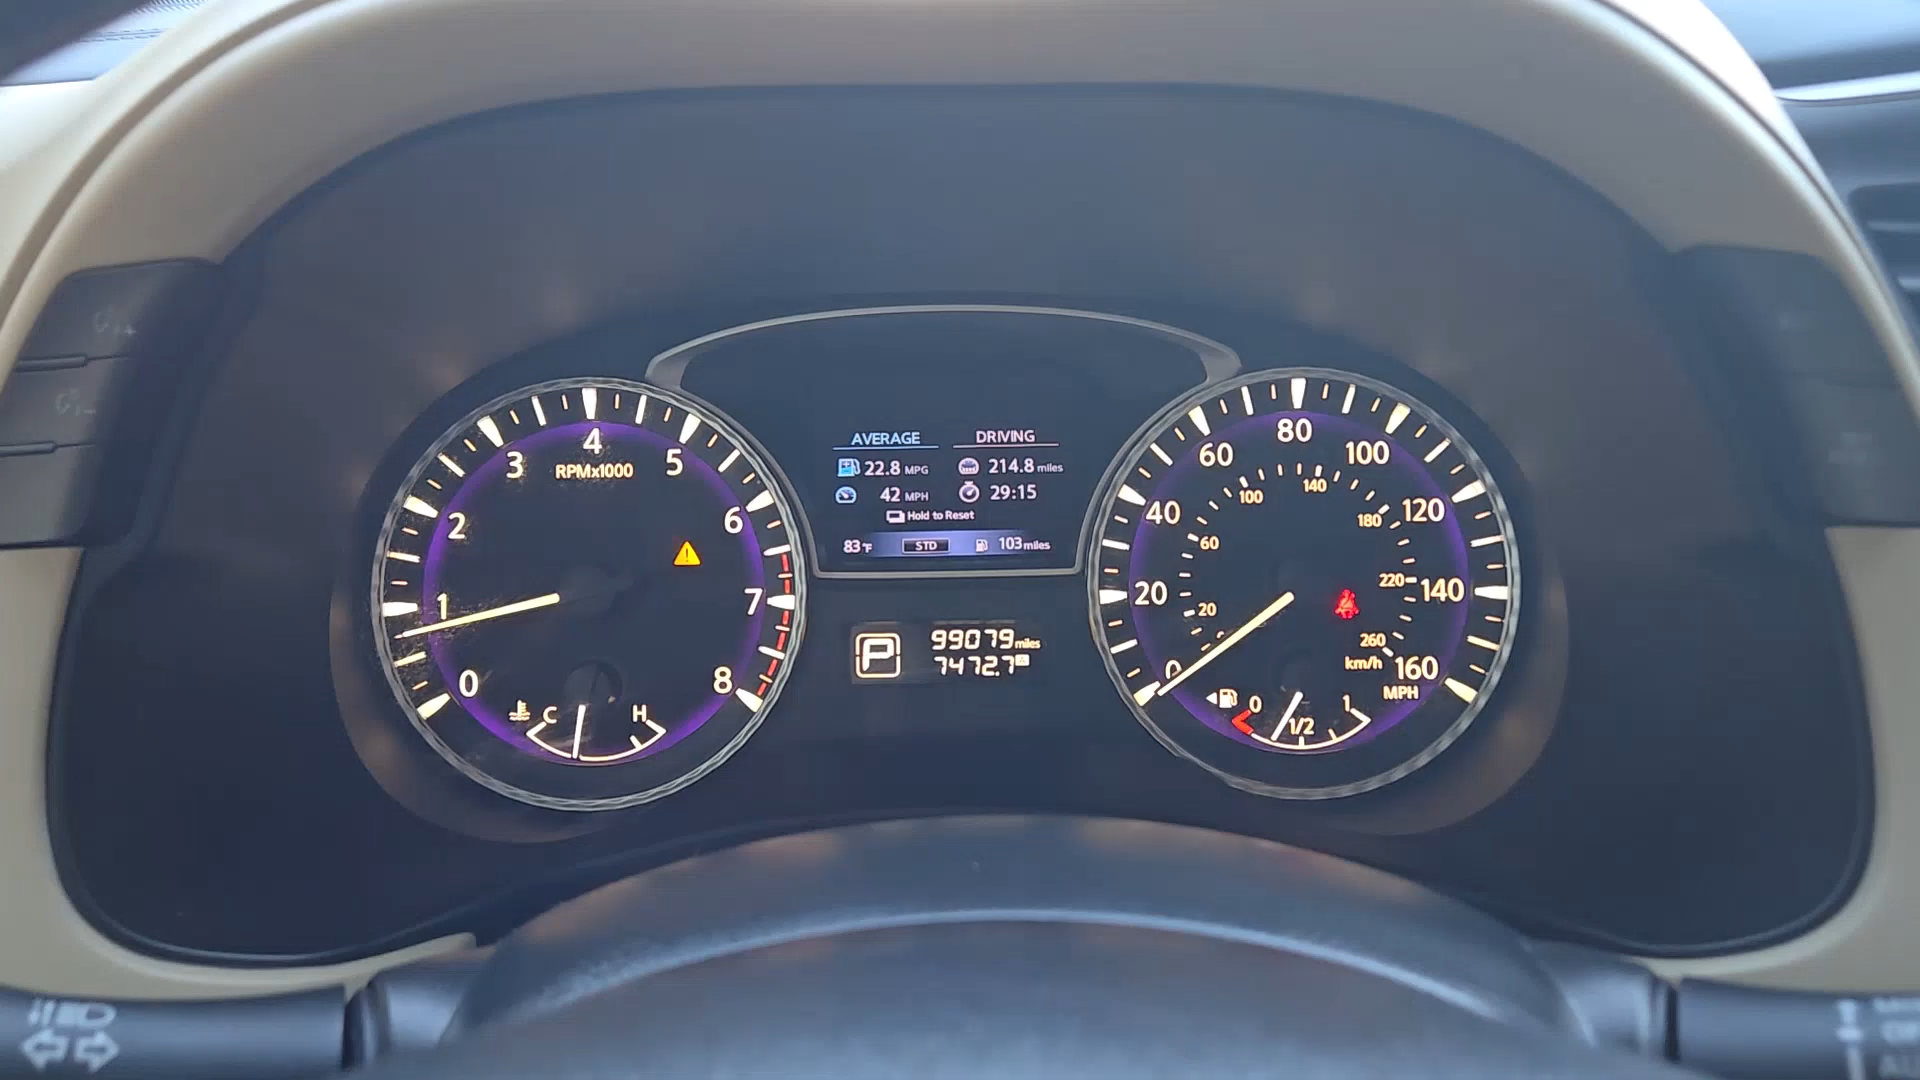 AVERAGE DRIVING
22.8 MPG 214.8 miles
42 MPH 29:15
Hold to Reset
83°F STD 103 miles
0 1 2 3 4 5 6 7 8
RPMx1000
C H
P 99079 miles
7472.7 A
0 20 40 60 80 100 120 140 160
MPH
20 60 100 140 180 220 260
km/h
0 1/2 1